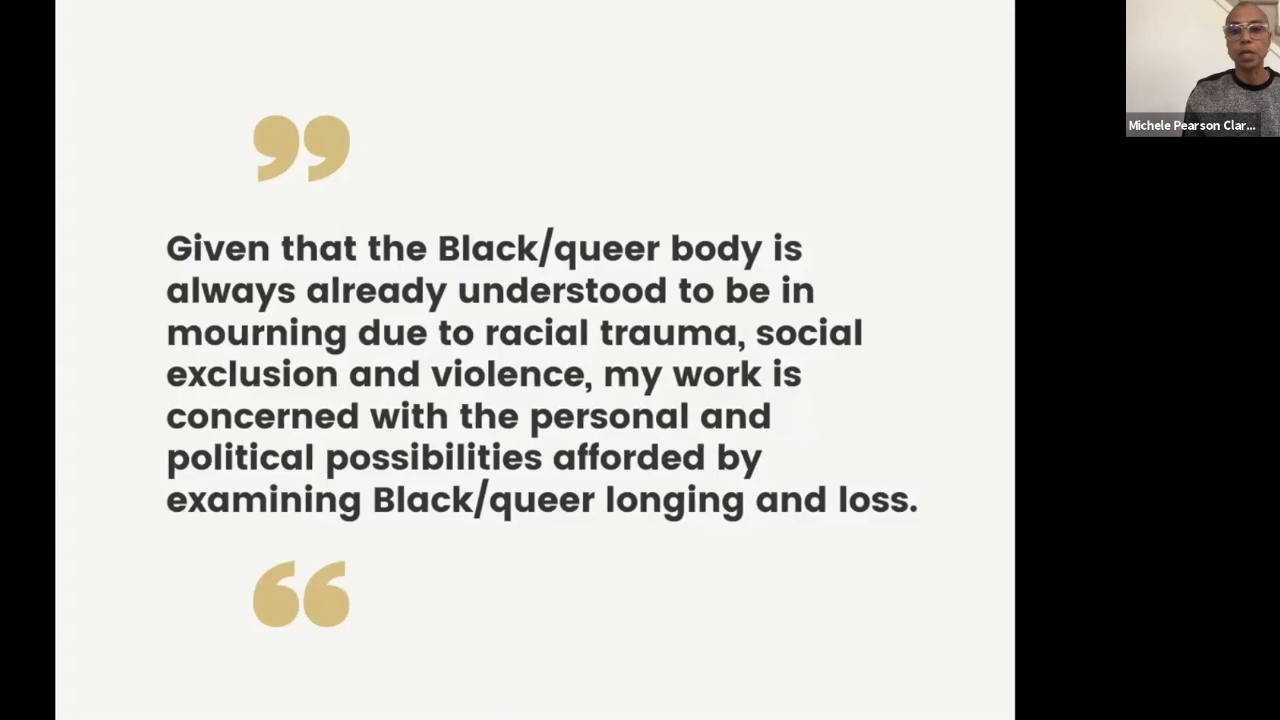 ”
Given that the Black/queer body is
always already understood to be in
mourning due to racial trauma, social
exclusion and violence, my work is
concerned with the personal and
political possibilities afforded by
examining Black/queer longing and loss.
“
Michele Pearson Clar...